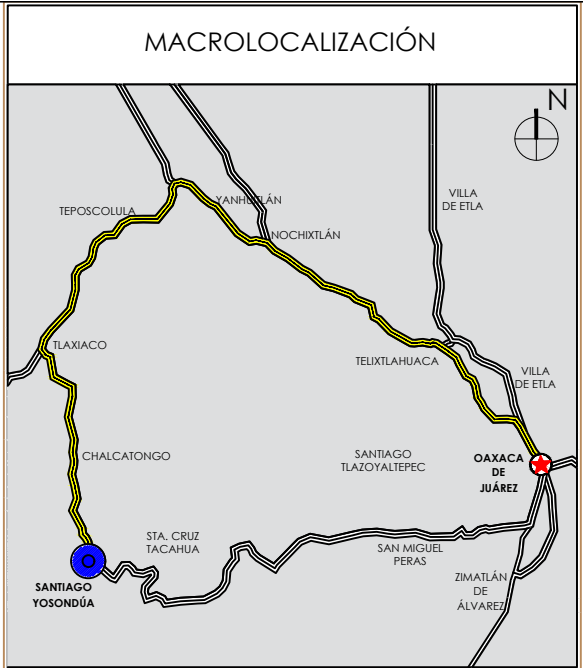 MACROLOCALIZACIÓN
N
VILLA
DE ETLA
YANHUITLÁN
TEPOSCOLULA
NOCHIXTLÁN
TLAXIACO
TELIXTLAHUACA
VILLA
DE ETLA
CHALCATONGO
SANTIAGO
TLAZOYALTEPEC
OAXACA
DE
JUÁREZ
STA. CRUZ
TACAHUA
SAN MIGUEL
PERAS
SANTIAGO
YOSONDÚA
ZIMATLÁN
DE
ÁLVAREZ